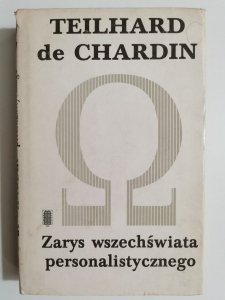 TEILHARD
de CHARDIN
Ω
Zarys wszechświata
personalistycznego